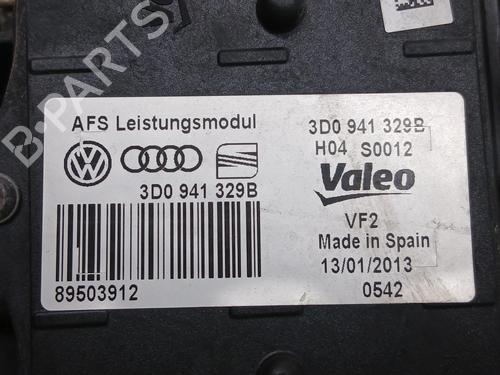 AFS Leistungsmodul
3D0 941 329B
H04 S0012
3D0 941 329B
Valeo
VF2
Made in Spain
13/01/2013
89503912
0542